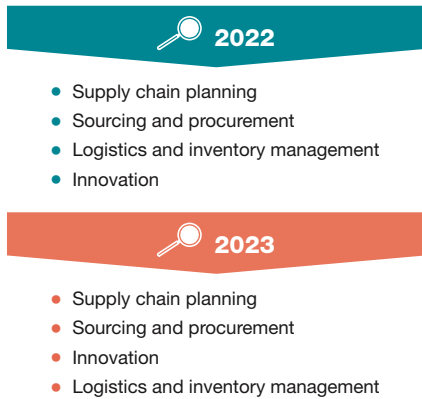 2022
Supply chain planning
Sourcing and procurement
Logistics and inventory management
Innovation
2023
Supply chain planning
Sourcing and procurement
Innovation
Logistics and inventory management